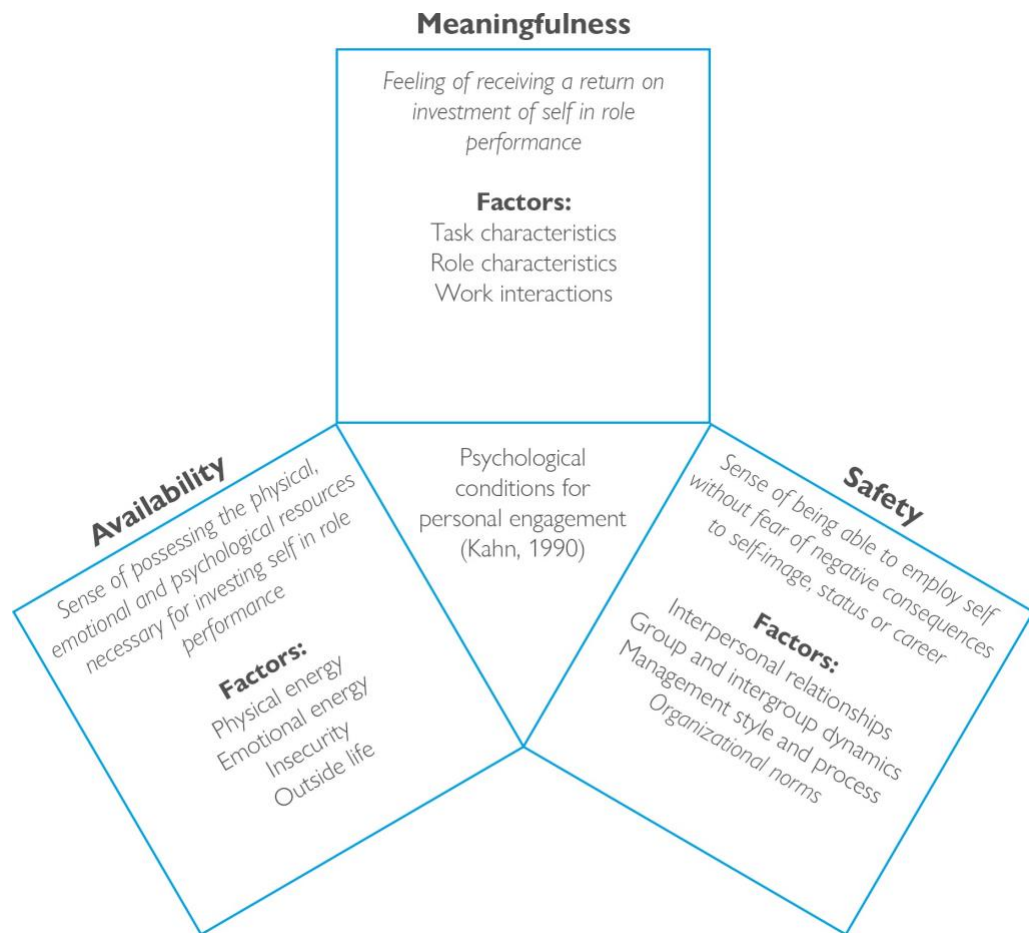 Meaningfulness
Feeling of receiving a return on
investment of self in role
performance
Factors:
Task characteristics
Role characteristics
Work interactions
Psychological
conditions for
personal engagement
(Kahn, 1990)
Availability
Sense of possessing the physical,
emotional and psychological resources
necessary for investing self in role
performance
Factors:
Physical energy
Emotional energy
Insecurity
Outside life
Safety
Sense of being able to employ self
without fear of negative consequences
to self-image, status or career
Factors:
Interpersonal relationships
Group and intergroup dynamics
Management style and process
Organizational norms